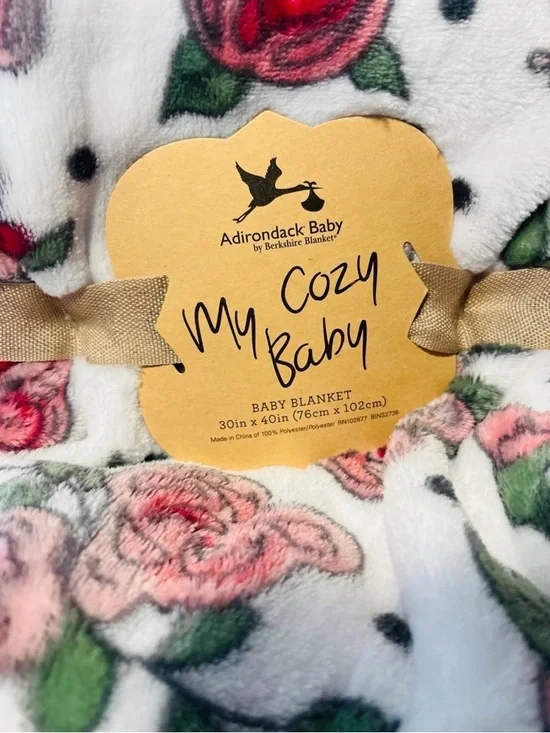 Adirondack Baby
by Berkshire Blanket®
My Cozy
Baby
BABY BLANKET
30in x 40in (76cm x 102cm)
Made in China of 100% Polyester/Polyester RN102877 BINS2736